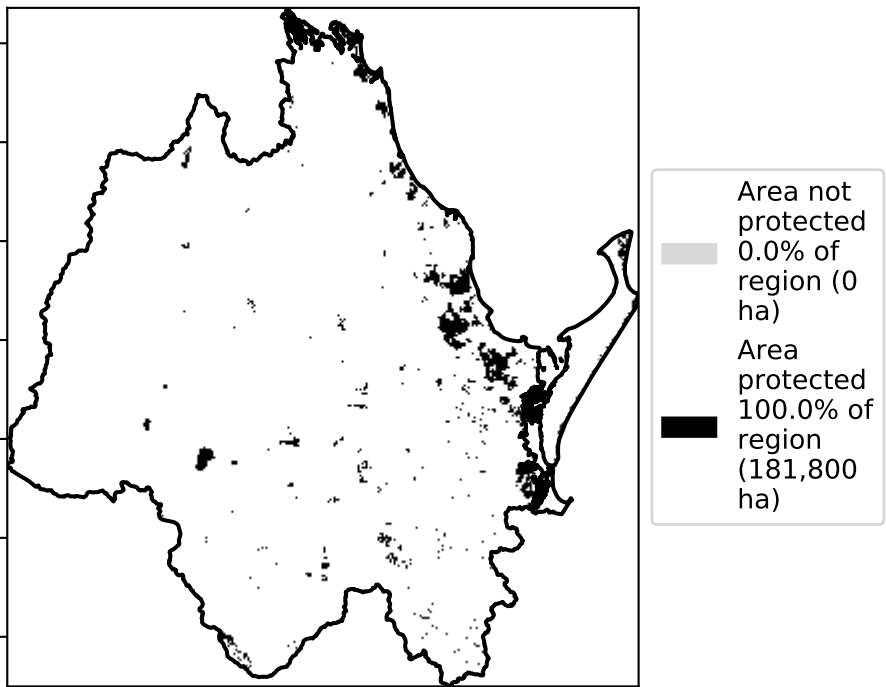 Area not
protected
0.0% of
region (0
ha)
Area
protected
100.0% of
region
(181,800
ha)